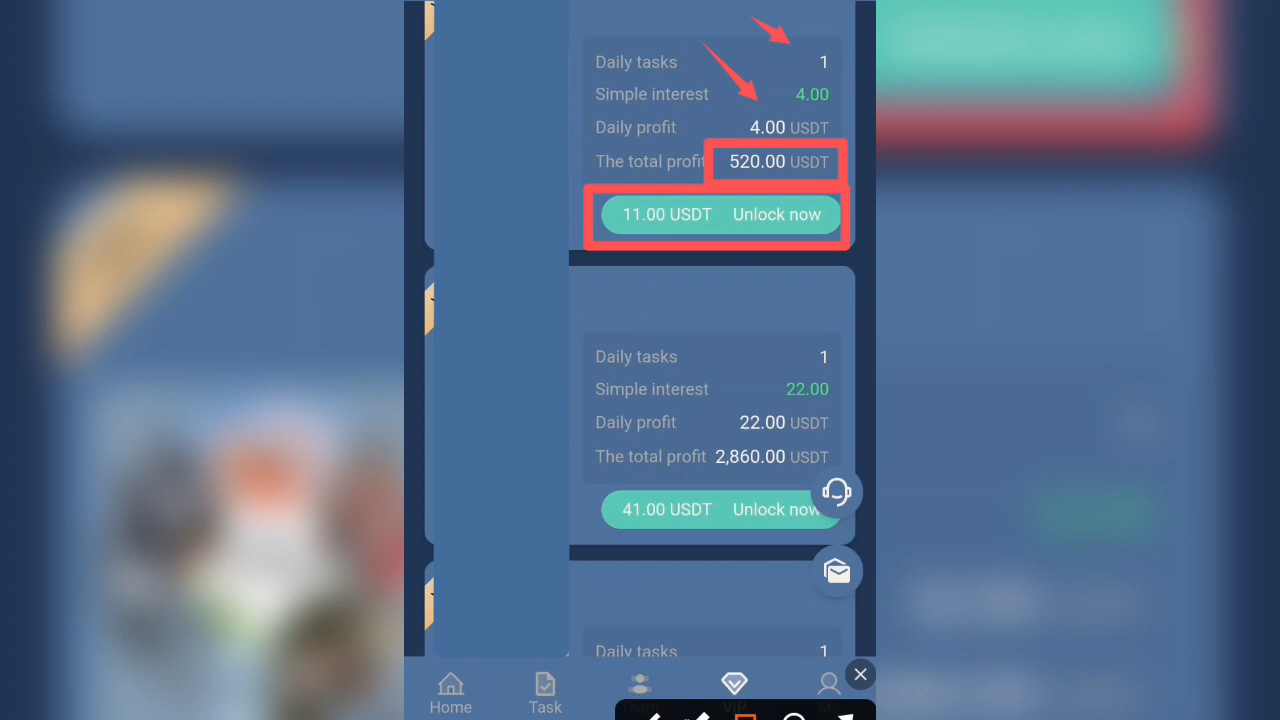 Daily tasks 1
Simple interest 4.00
Daily profit 4.00 USDT
The total profit 520.00 USDT
11.00 USDT Unlock now
Daily tasks 1
Simple interest 22.00
Daily profit 22.00 USDT
The total profit 2,860.00 USDT
41.00 USDT Unlock now
Daily tasks 1
Home Task VIP